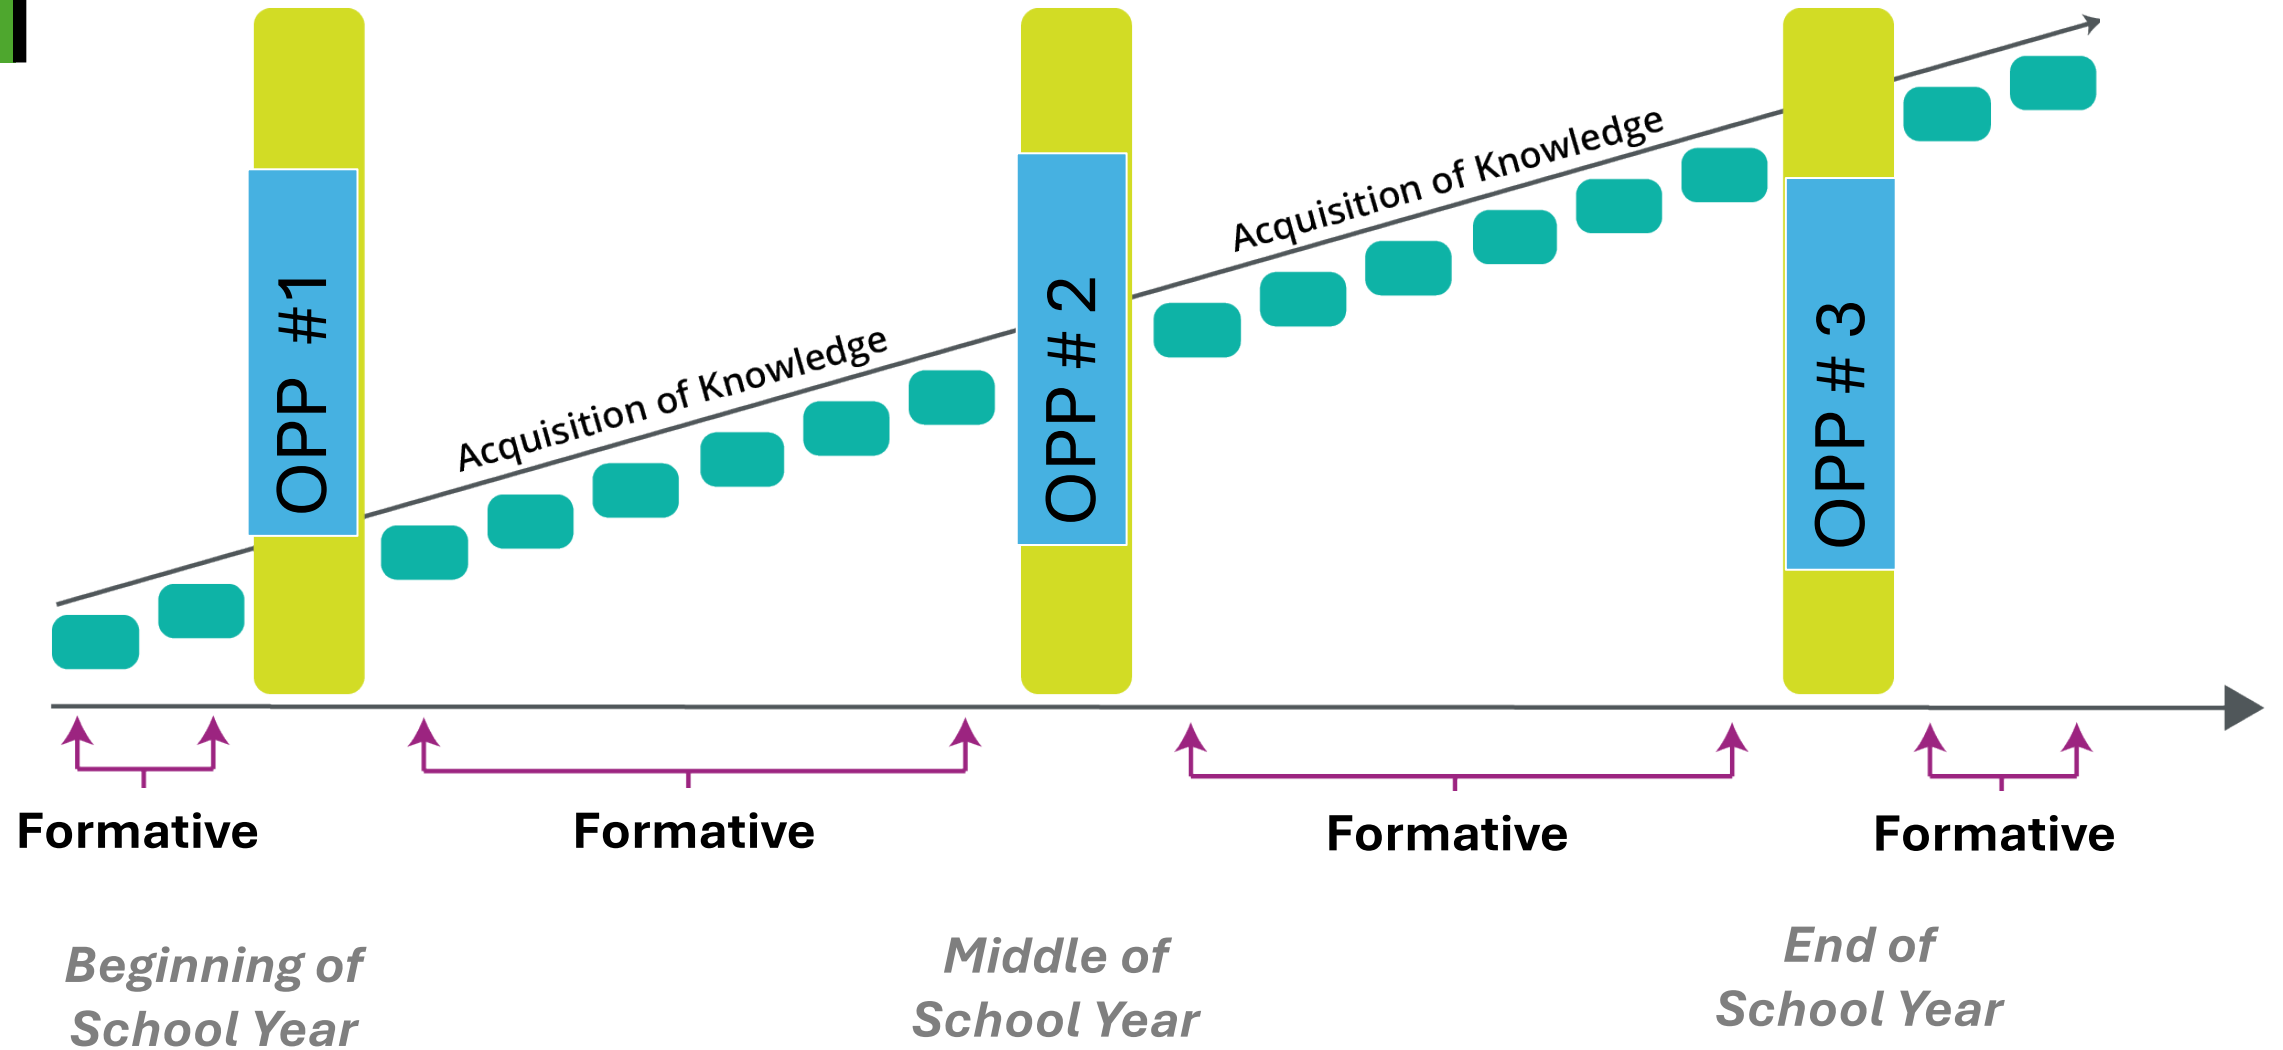 OPP #1
OPP # 2
OPP # 3
Acquisition of Knowledge
Acquisition of Knowledge
Formative
Formative
Formative
Formative
Beginning of
School Year
Middle of
School Year
End of
School Year